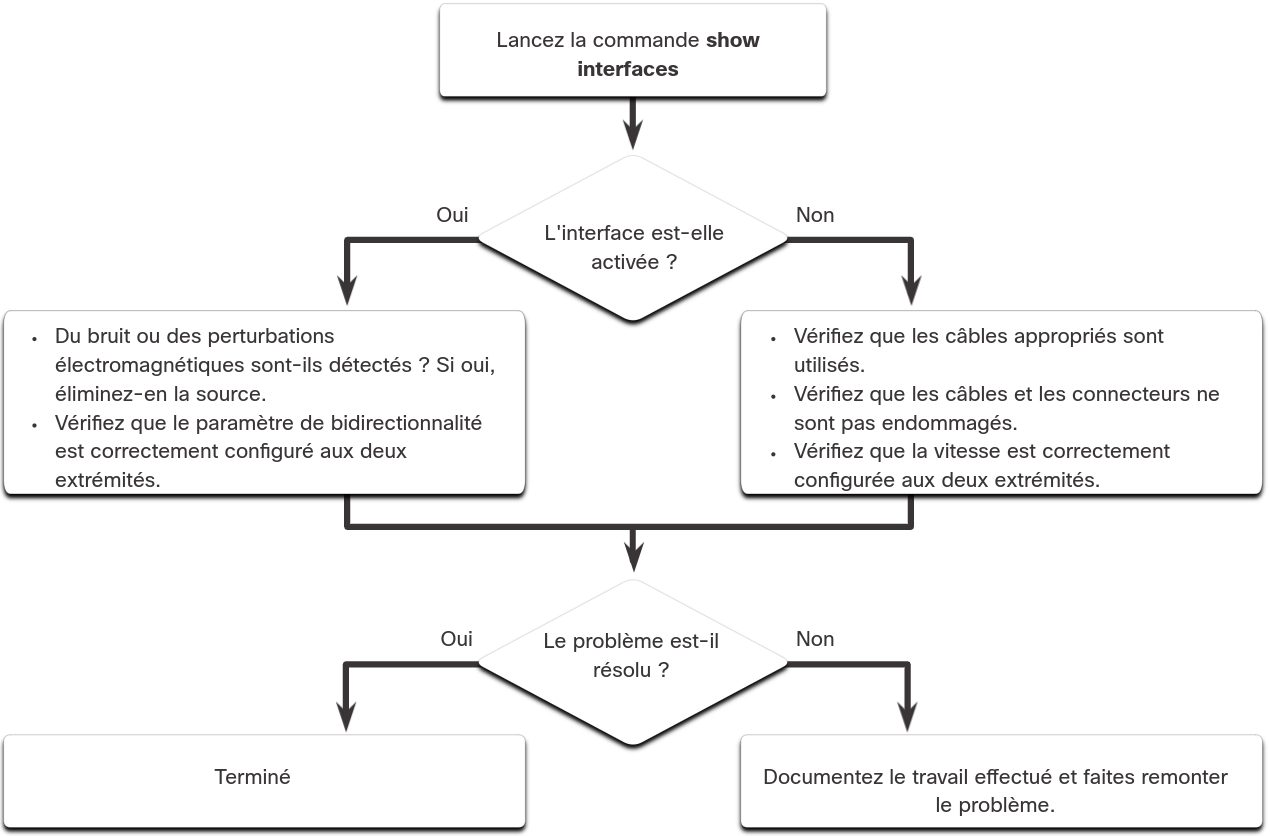 Lancez la commande show
interfaces
L'interface est-elle
activée ?
Oui
Non
• Du bruit ou des perturbations
électromagnétiques sont-ils détectés ? Si oui,
éliminez-en la source.
• Vérifiez que le paramètre de bidirectionnalité
est correctement configuré aux deux
extrémités.
• Vérifiez que les câbles appropriés sont
utilisés.
• Vérifiez que les câbles et les connecteurs ne
sont pas endommagés.
• Vérifiez que la vitesse est correctement
configurée aux deux extrémités.
Le problème est-il
résolu ?
Oui
Non
Terminé
Documentez le travail effectué et faites remonter
le problème.